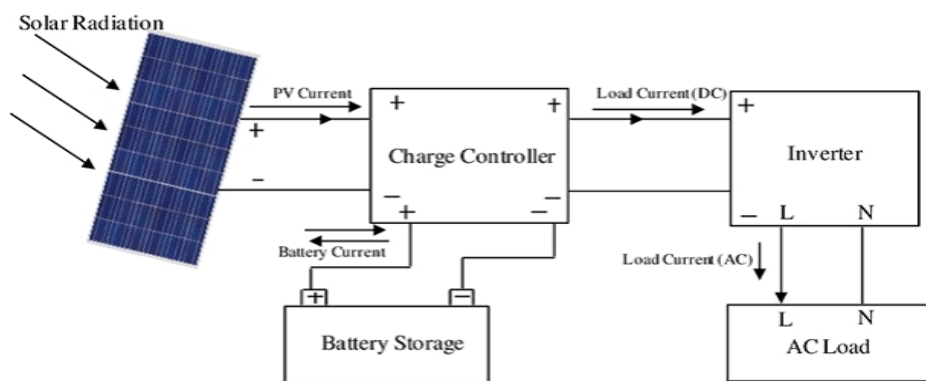 Solar Radiation
PV Current
Load Current (DC)
+
-
+ +
Charge Controller
− −
+ −
+
Inverter
− L N
Battery Current
Load Current (AC)
+ −
Battery Storage
L N
AC Load